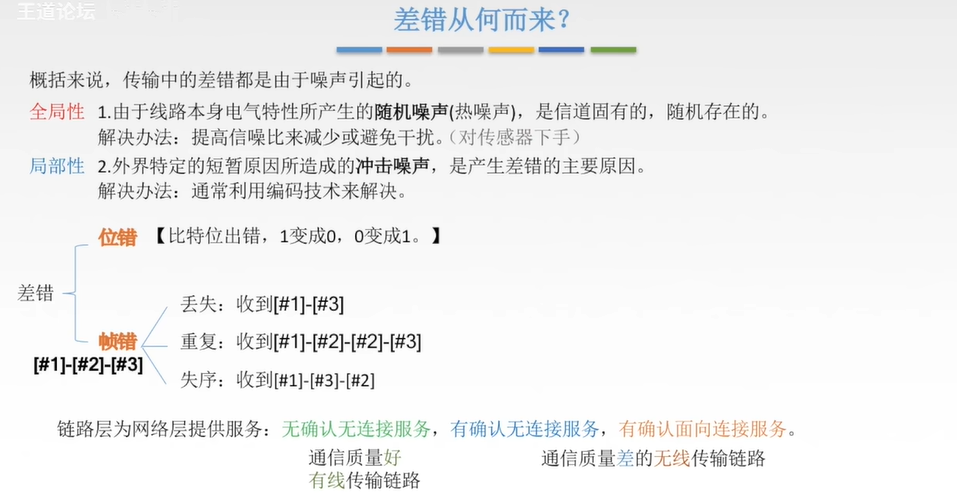 王道论坛
差错从何而来？
概括来说，传输中的差错都是由于噪声引起的。
全局性 1.由于线路本身电气特性所产生的随机噪声(热噪声)，是信道固有的，随机存在的。
解决办法：提高信噪比来减少或避免干扰。（对传感器下手）
局部性 2.外界特定的短暂原因所造成的冲击噪声，是产生差错的主要原因。
解决办法：通常利用编码技术来解决。
位错 【比特位出错，1变成0，0变成1。】
差错
丢失：收到[#1]-[#3]
帧错 重复：收到[#1]-[#2]-[#2]-[#3]
[#1]-[#2]-[#3]
失序：收到[#1]-[#3]-[#2]
链路层为网络层提供服务：无确认无连接服务，有确认无连接服务，有确认面向连接服务。
通信质量好 通信质量差的无线传输链路
有线传输链路